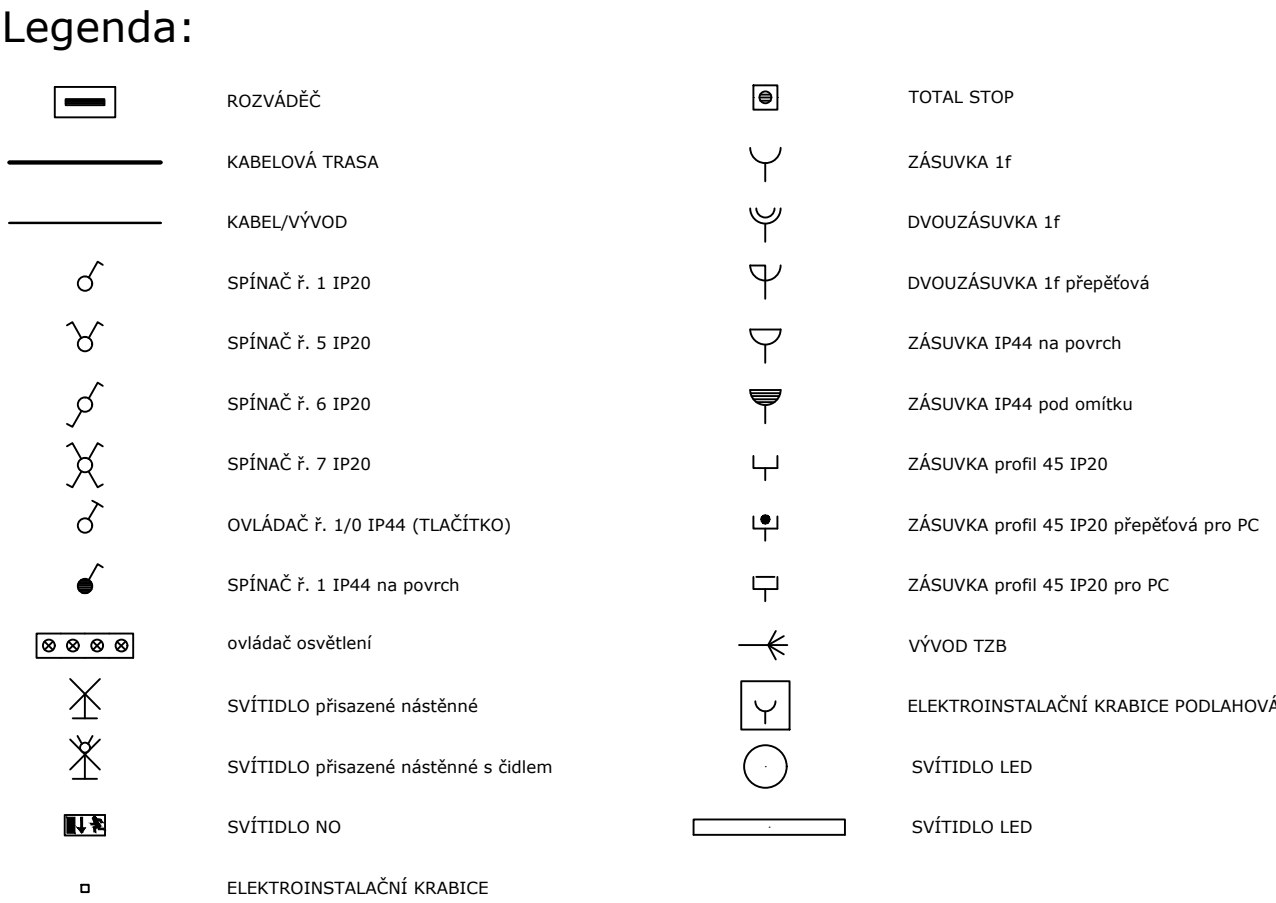 Legenda:
ROZVÁDĚČ
KABELOVÁ TRASA
KABEL/VÝVOD
SPÍNAČ ř. 1 IP20
SPÍNAČ ř. 5 IP20
SPÍNAČ ř. 6 IP20
SPÍNAČ ř. 7 IP20
OVLÁDAČ ř. 1/0 IP44 (TLAČÍTKO)
SPÍNAČ ř. 1 IP44 na povrch
ovládač osvětlení
SVÍTIDLO přisazené nástěnné
SVÍTIDLO přisazené nástěnné s čidlem
SVÍTIDLO NO
ELEKTROINSTALAČNÍ KRABICE
TOTAL STOP
ZÁSUVKA 1f
DVOUZÁSUVKA 1f
DVOUZÁSUVKA 1f přepěťová
ZÁSUVKA IP44 na povrch
ZÁSUVKA IP44 pod omítku
ZÁSUVKA profil 45 IP20
ZÁSUVKA profil 45 IP20 přepěťová pro PC
ZÁSUVKA profil 45 IP20 pro PC
VÝVOD TZB
ELEKTROINSTALAČNÍ KRABICE PODLAHOVÁ
SVÍTIDLO LED
SVÍTIDLO LED